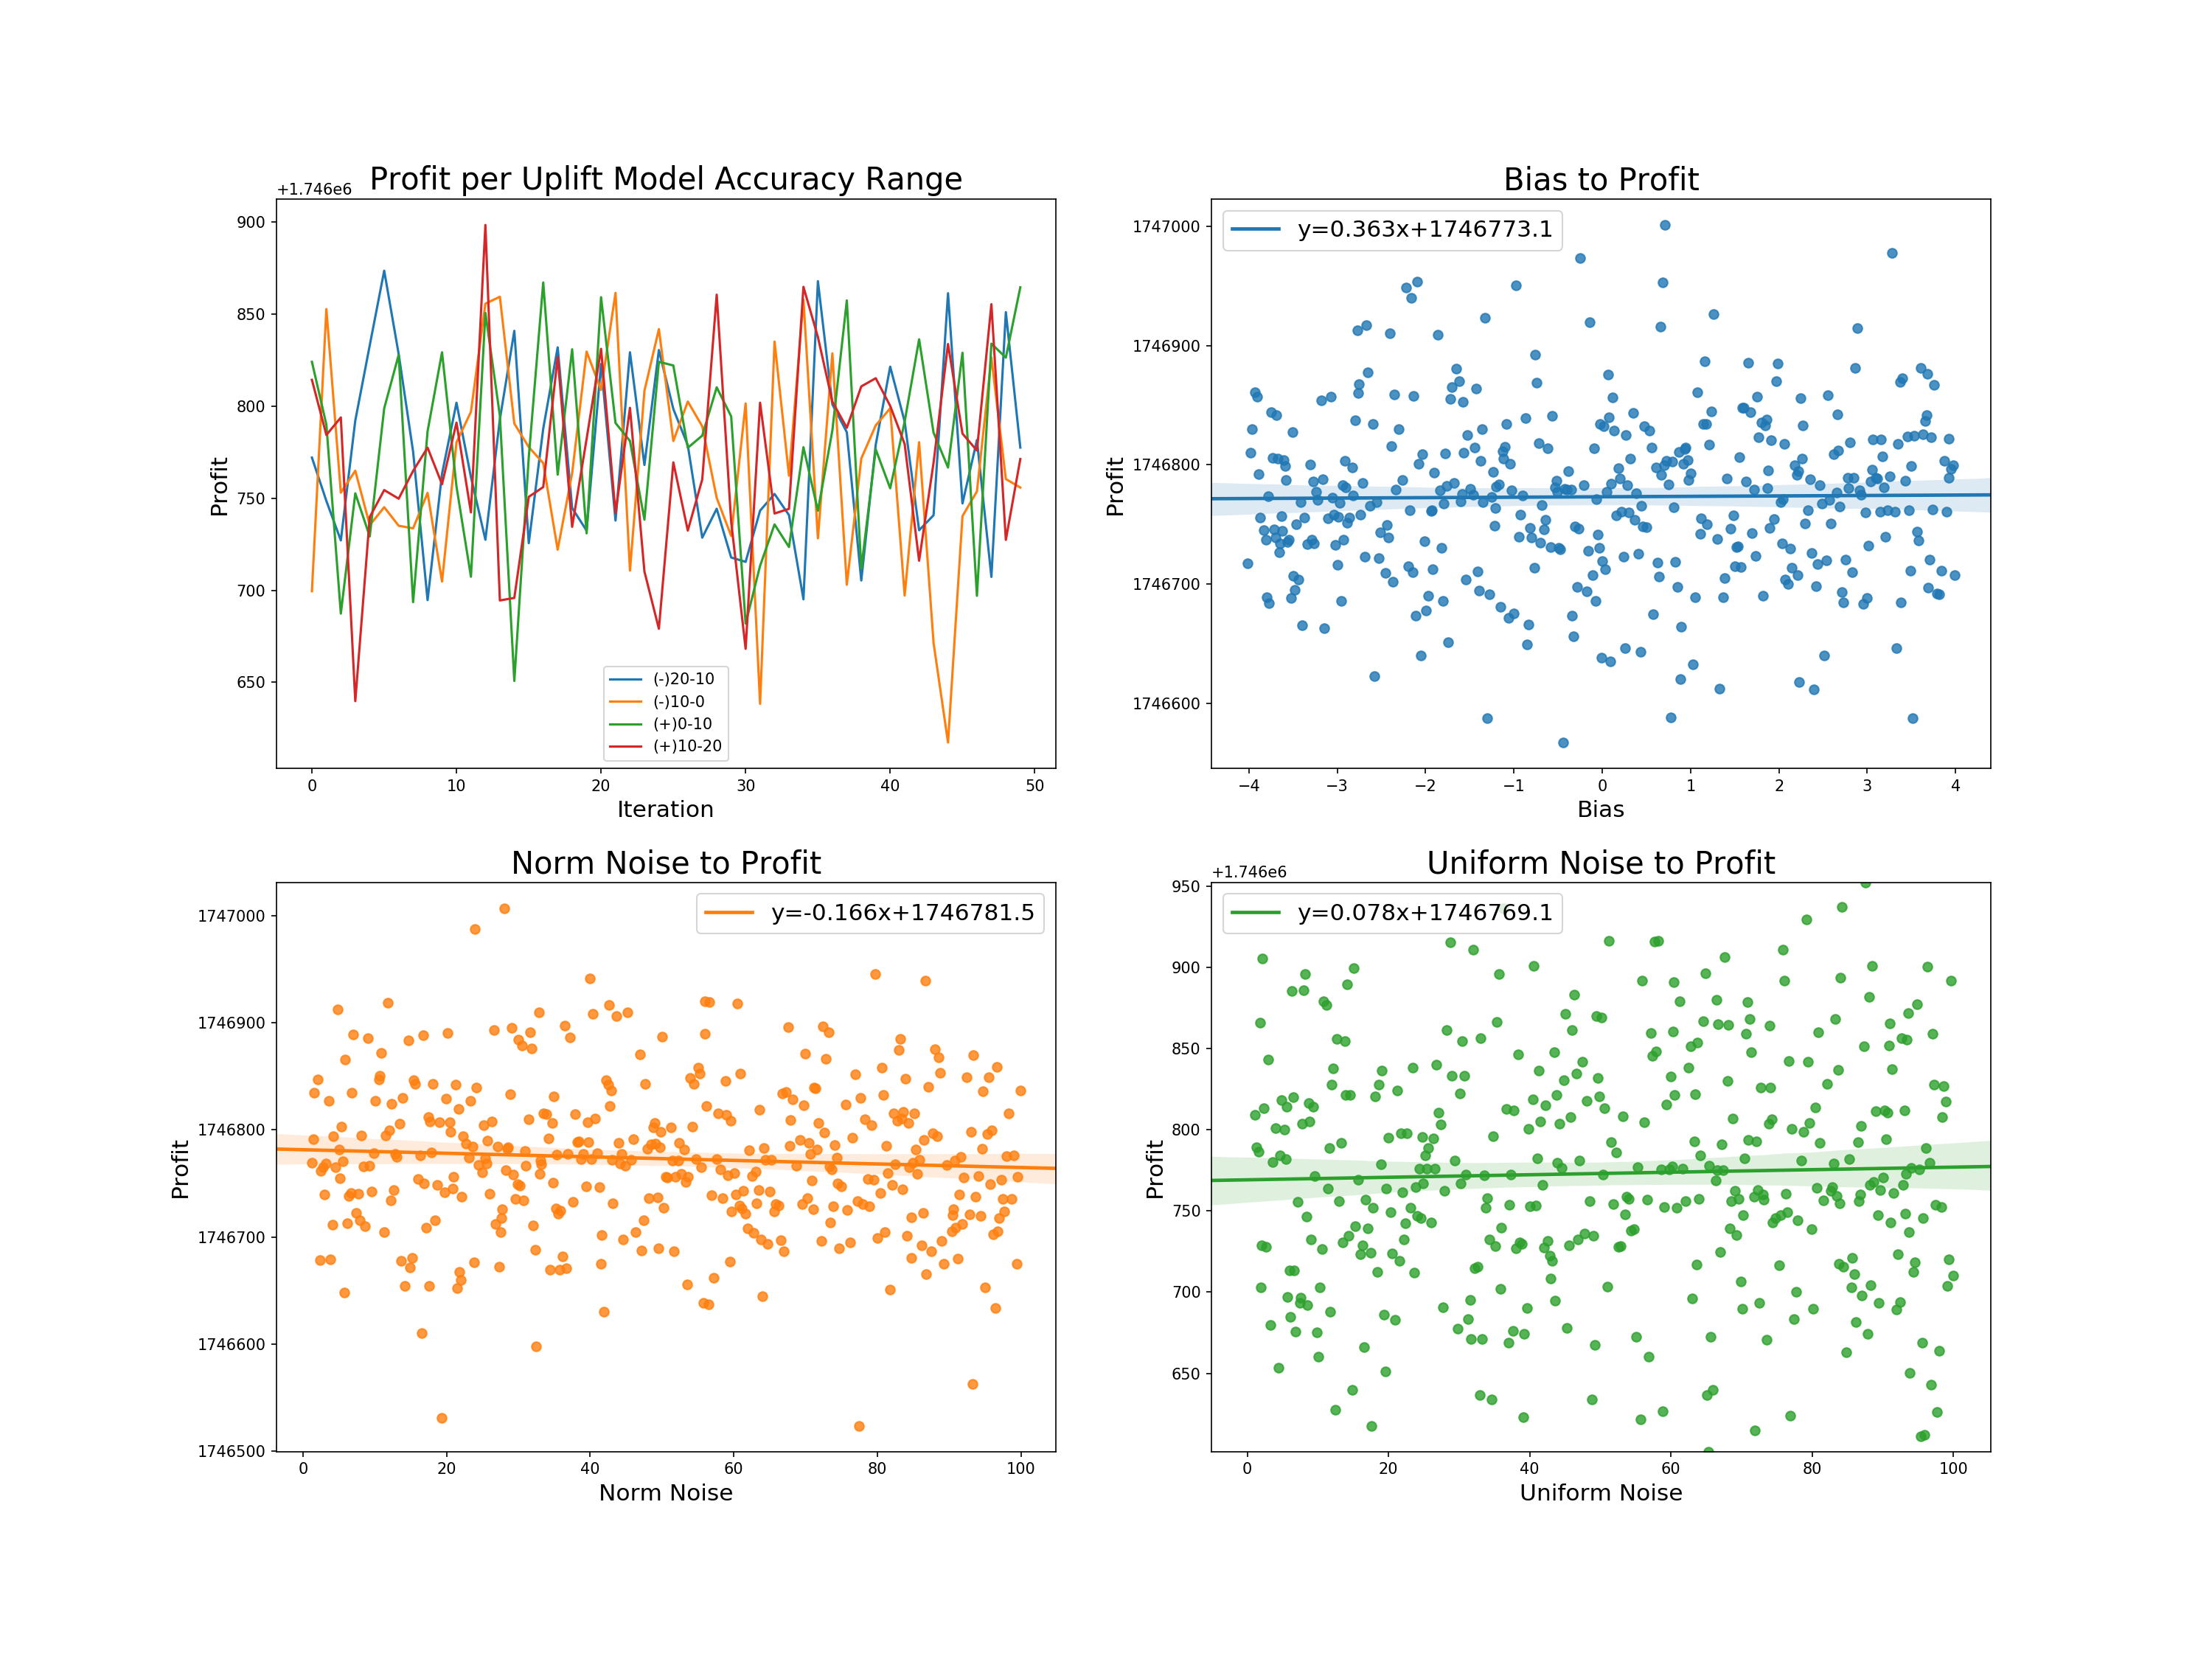 Profit per Uplift Model Accuracy Range
+1.746e6
900
850
800
750
700
650
Profit
(-)20-10
(-)10-0
(+)0-10
(+)10-20
0 10 20 30 40 50
Iteration
Bias to Profit
y=0.363x+1746773.1
1747000
1746900
1746800
1746700
1746600
Profit
−4 −3 −2 −1 0 1 2 3 4
Bias
Norm Noise to Profit
y=-0.166x+1746781.5
1747000
1746900
1746800
1746700
1746600
1746500
Profit
0 20 40 60 80 100
Norm Noise
Uniform Noise to Profit
+1.746e6
y=0.078x+1746769.1
950
900
850
800
750
700
650
Profit
0 20 40 60 80 100
Uniform Noise